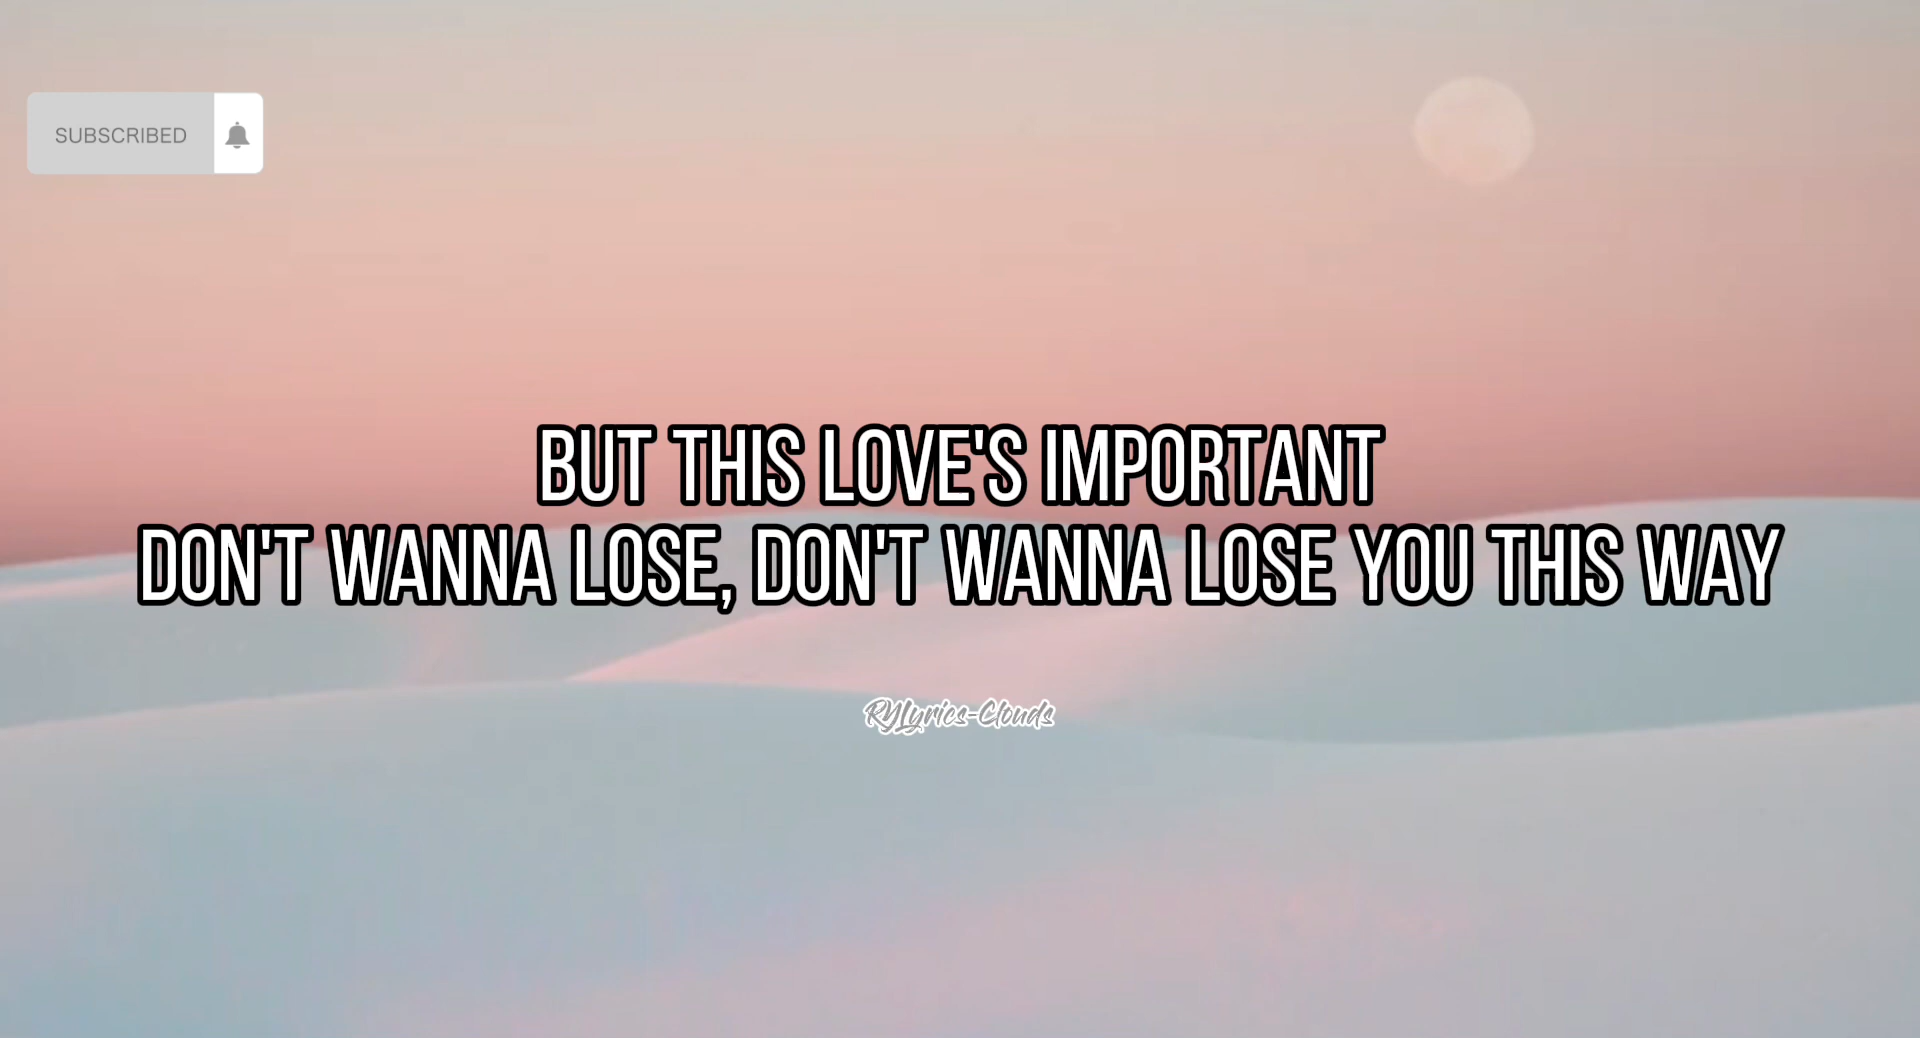 SUBSCRIBED
BUT THIS LOVE'S IMPORTANT
DON'T WANNA LOSE, DON'T WANNA LOSE YOU THIS WAY
RYLyrics-Clouds